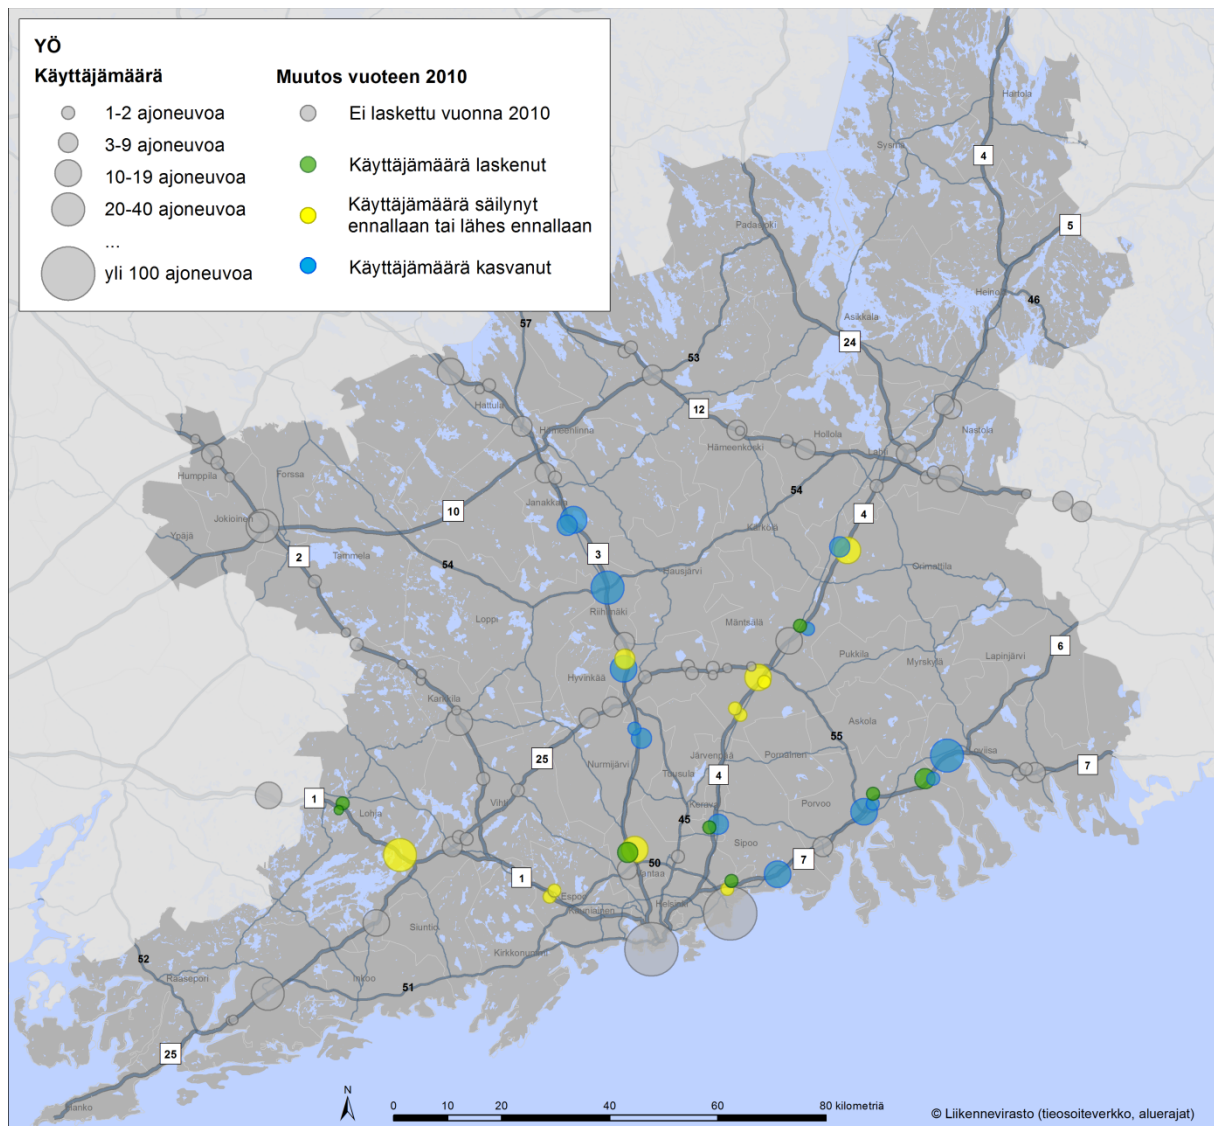 YÖ
Käyttäjämäärä
1-2 ajoneuvoa
3-9 ajoneuvoa
10-19 ajoneuvoa
20-40 ajoneuvoa
...
yli 100 ajoneuvoa
Muutos vuoteen 2010
Ei laskettu vuonna 2010
Käyttäjämäärä laskenut
Käyttäjämäärä säilynyt
ennallaan tai lähes ennallaan
Käyttäjämäärä kasvanut
Hartola
Sysmä
4
Padasjoki
5
Heinola
46
Asikkala
57
24
53
12
Hattula
Hämeenlinna
Hämeenkoski
Hollola
Nastola
Lahti
Humppila
Forssa
Janakkala
54
10
4
Jokioinen
Ypäjä
2
Tammela
3
Kärkölä
54
Hausjärvi
Orimattila
Loppi
Riihimäki
Mäntsälä
Pukkila
Myrskylä
Lapinjärvi
6
Hyvinkää
Karkkila
Askola
55
25
Nurmijärvi
Järvenpää
Pornainen
Loviisa
7
Tuusula
4
1
Lohja
Vihti
Kerava
Porvoo
45
Sipoo
50
7
Vantaa
1
Espoo
Kauniainen
Helsinki
Siuntio
Kirkkonummi
52
Raasepori
Inkoo
51
25
Hanko
N
0 10 20 40 60 80 kilometriä
© Liikennevirasto (tieosoiteverkko, aluerajat)